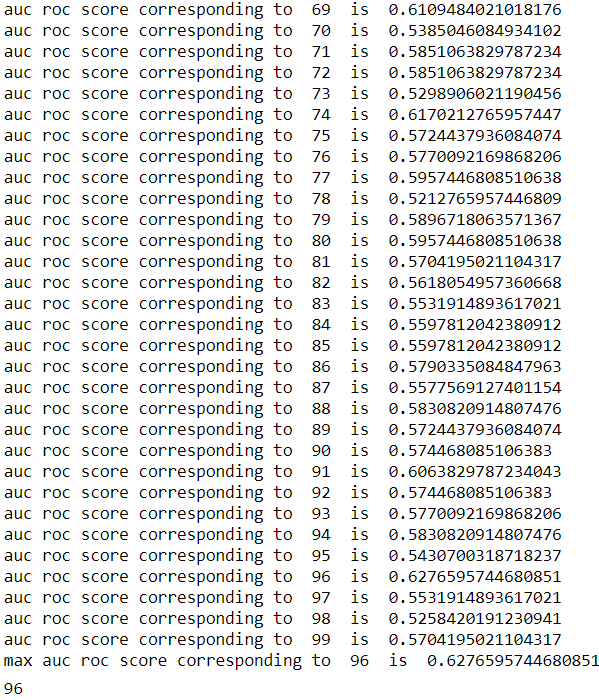 auc roc score corresponding to  69  is  0.6109484021018176
auc roc score corresponding to  70  is  0.5385046084934102
auc roc score corresponding to  71  is  0.5851063829787234
auc roc score corresponding to  72  is  0.5851063829787234
auc roc score corresponding to  73  is  0.5298906021190456
auc roc score corresponding to  74  is  0.6170212765957447
auc roc score corresponding to  75  is  0.5724437936084074
auc roc score corresponding to  76  is  0.5770092169868206
auc roc score corresponding to  77  is  0.5957446808510638
auc roc score corresponding to  78  is  0.5212765957446809
auc roc score corresponding to  79  is  0.5896718063571367
auc roc score corresponding to  80  is  0.5957446808510638
auc roc score corresponding to  81  is  0.5704195021104317
auc roc score corresponding to  82  is  0.5618054957360668
auc roc score corresponding to  83  is  0.5531914893617021
auc roc score corresponding to  84  is  0.5597812042380912
auc roc score corresponding to  85  is  0.5597812042380912
auc roc score corresponding to  86  is  0.5790335084847963
auc roc score corresponding to  87  is  0.5577569127401154
auc roc score corresponding to  88  is  0.5830820914807476
auc roc score corresponding to  89  is  0.5724437936084074
auc roc score corresponding to  90  is  0.574468085106383
auc roc score corresponding to  91  is  0.6063829787234043
auc roc score corresponding to  92  is  0.574468085106383
auc roc score corresponding to  93  is  0.5770092169868206
auc roc score corresponding to  94  is  0.5830820914807476
auc roc score corresponding to  95  is  0.5430700318718237
auc roc score corresponding to  96  is  0.6276595744680851
auc roc score corresponding to  97  is  0.5531914893617021
auc roc score corresponding to  98  is  0.5258420191230941
auc roc score corresponding to  99  is  0.5704195021104317
max auc roc score corresponding to  96  is  0.6276595744680851
96